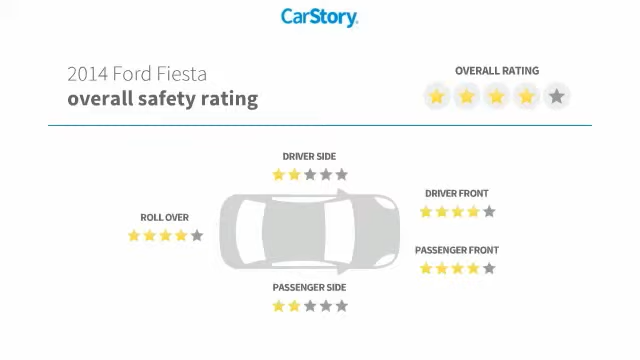 CarStory.
2014 Ford Fiesta
overall safety rating
OVERALL RATING
DRIVER SIDE
DRIVER FRONT
ROLL OVER
PASSENGER FRONT
PASSENGER SIDE